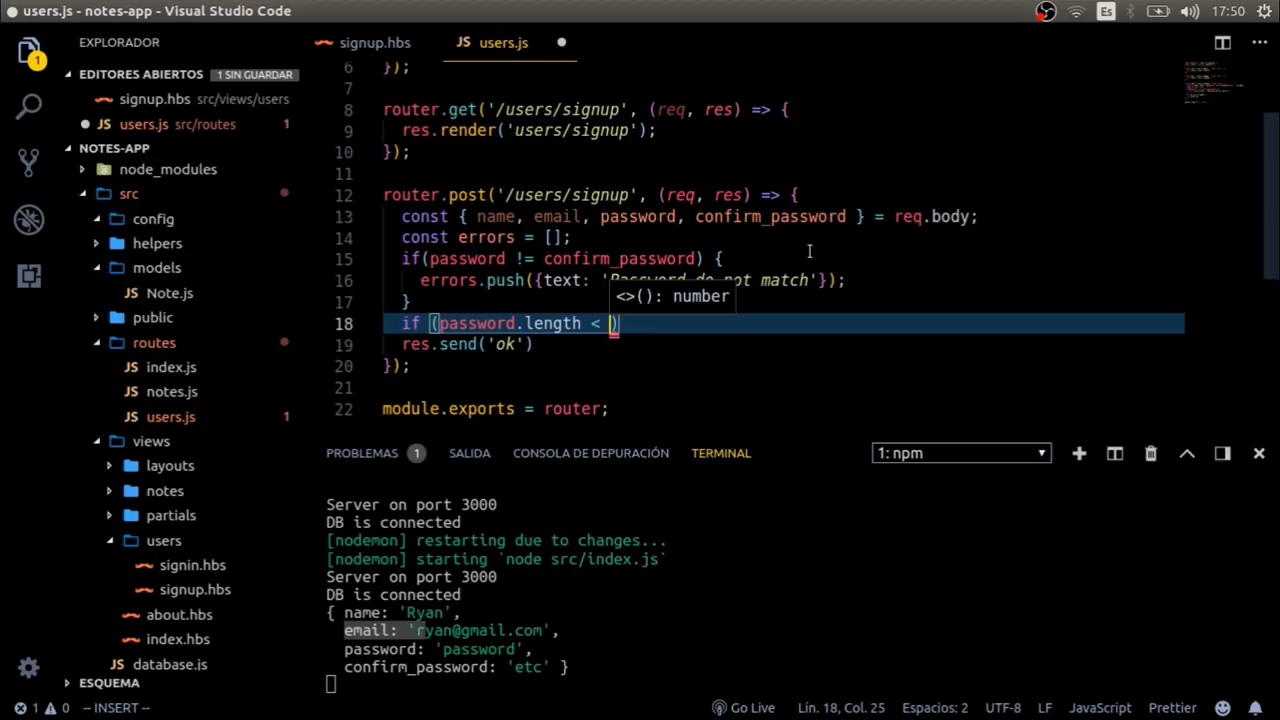 users.js - notes-app - Visual Studio Code
Es
17:50
EXPLORADOR
EDITORES ABIERTOS 1 SIN GUARDAR
signup.hbs src/views/users
JS users.js src/routes 1
NOTES-APP
node_modules
src
config
helpers
models
JS Note.js
public
routes
JS index.js
JS notes.js
JS users.js 1
views
layouts
notes
partials
users
signin.hbs
signup.hbs
about.hbs
index.hbs
JS database.js
ESQUEMA
signup.hbs
JS users.js
6 });
7
8 router.get('/users/signup', (req, res) => {
9 res.render('users/signup');
10 });
11
12 router.post('/users/signup', (req, res) => {
13 const { name, email, password, confirm_password } = req.body;
14 const errors = [];
15 if(password != confirm_password) {
16 errors.push({text: 'Password do not match'});
17 }
<>(): number
18 if (password.length < )
19 res.send('ok')
20 });
21
22 module.exports = router;
PROBLEMAS 1 SALIDA CONSOLA DE DEPURACIÓN TERMINAL 1: npm
Server on port 3000
DB is connected
[nodemon] restarting due to changes...
[nodemon] starting `node src/index.js`
Server on port 3000
DB is connected
{ name: 'Ryan',
email: 'ryan@gmail.com',
password: 'password',
confirm_password: 'etc' }
1 0 -- INSERT -- Go Live Lín. 18, Col. 25 Espacios: 2 UTF-8 LF JavaScript Prettier